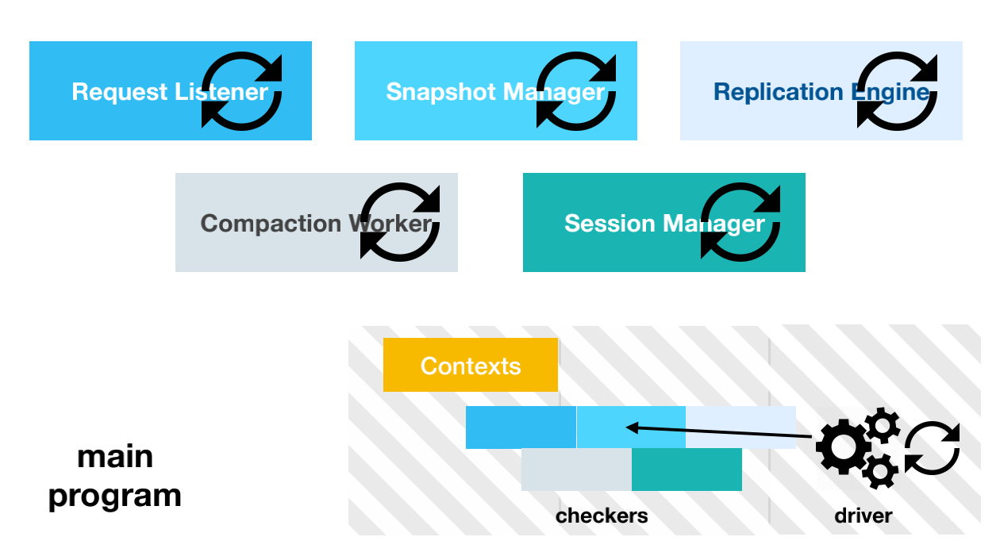 Request Listener
Snapshot Manager
Replication Engine
Compaction Worker
Session Manager
Contexts
main
program
checkers
driver